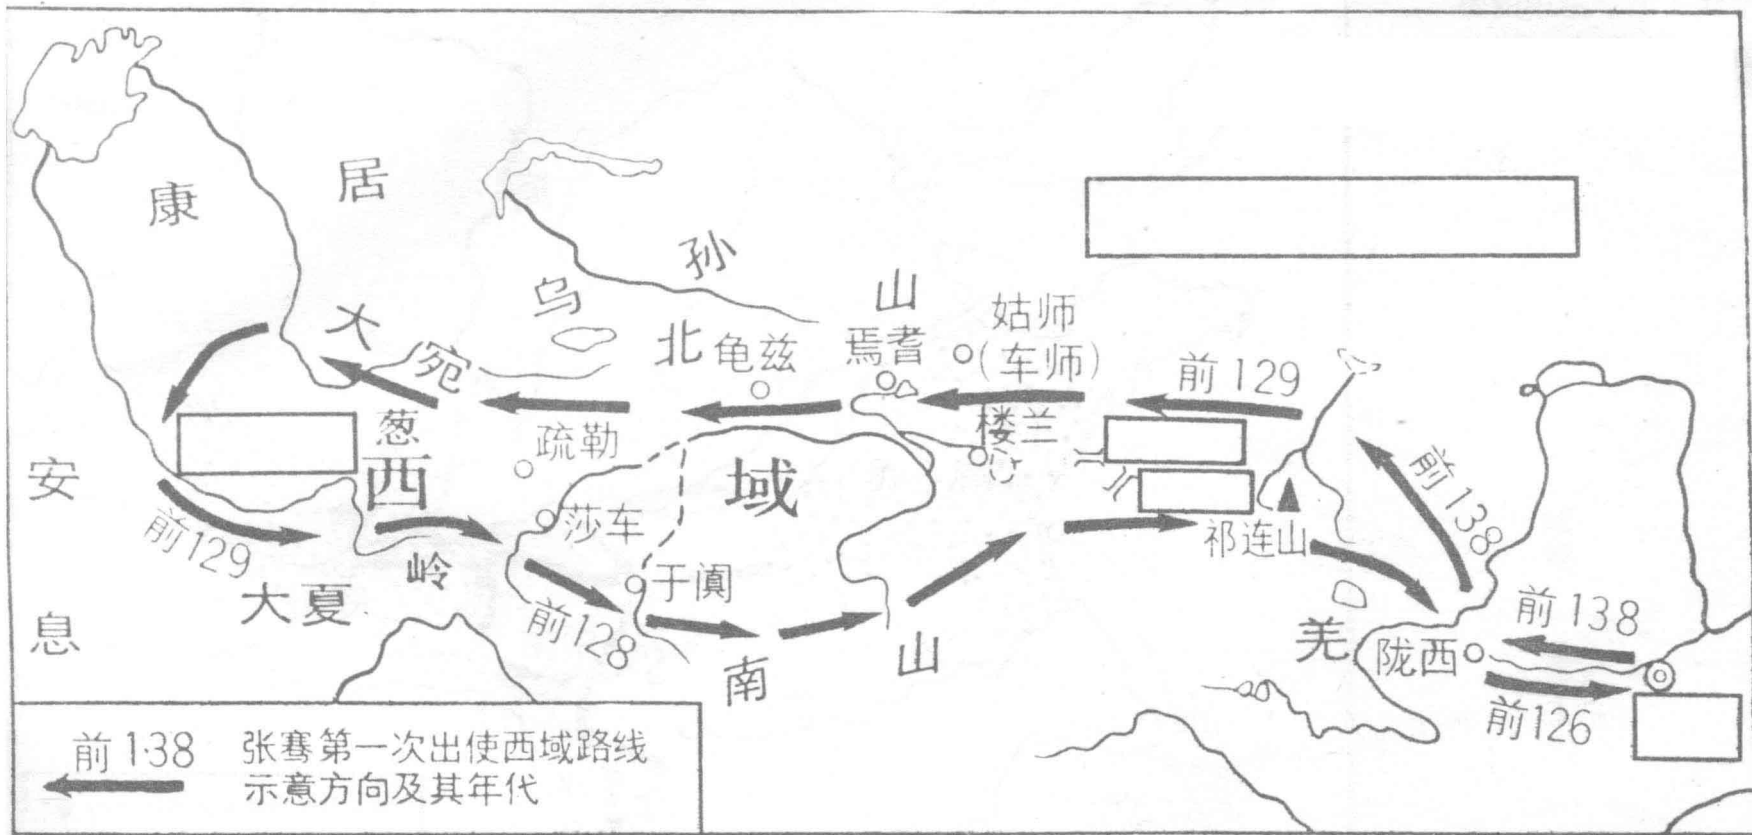 康居
乌孙
北山
大宛
龟兹
焉耆
姑师
(车师)
前129
楼兰
葱岭
疏勒
西域
安息
莎车
前138
祁连山
前129
大夏
于阗
前128
南山
羌
陇西
前138
前126
前138 张骞第一次出使西域路线
示意方向及其年代